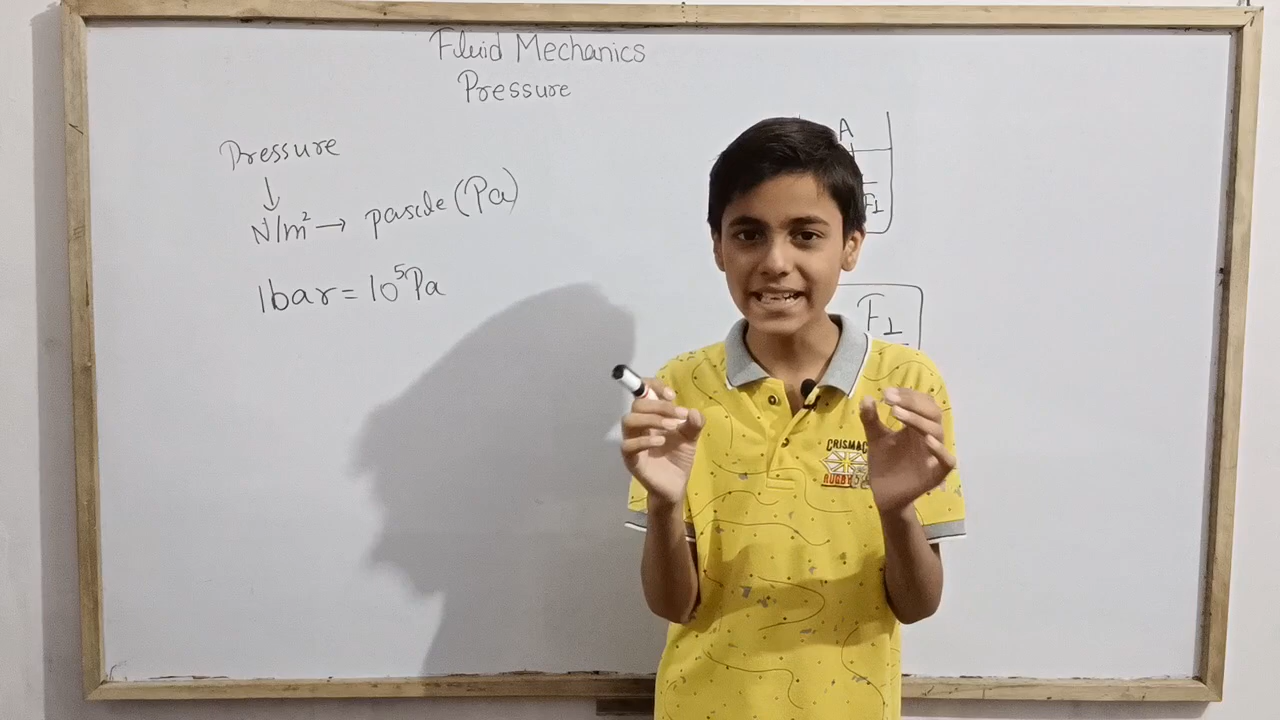 Fluid Mechanics
Pressure
Pressure
↓
N/m² → pascle (Pa)
1bar = 10⁵Pa
A
F⊥
F⊥
CRISMAC
RUGBY